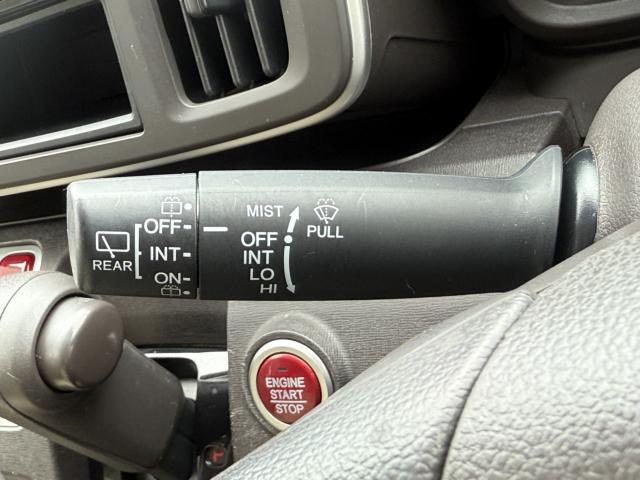 OFF
INT
ON
REAR
MIST
OFF
INT
LO
HI
PULL
ENGINE
START
STOP